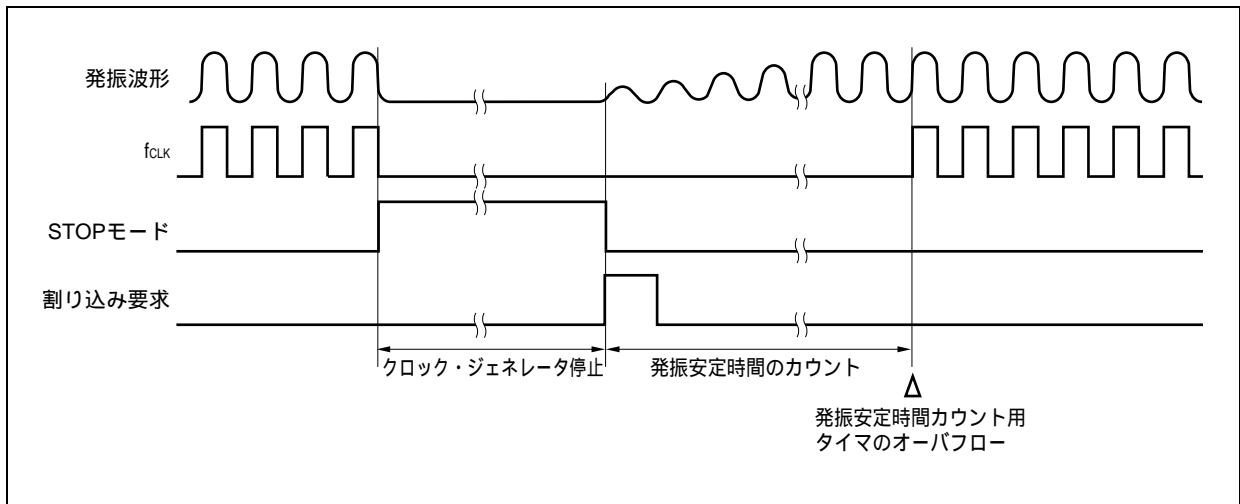 発振波形
fCLK
STOPモード
割り込み要求
クロック・ジェネレータ停止
発振安定時間のカウント
発振安定時間カウント用
タイマのオーバフロー